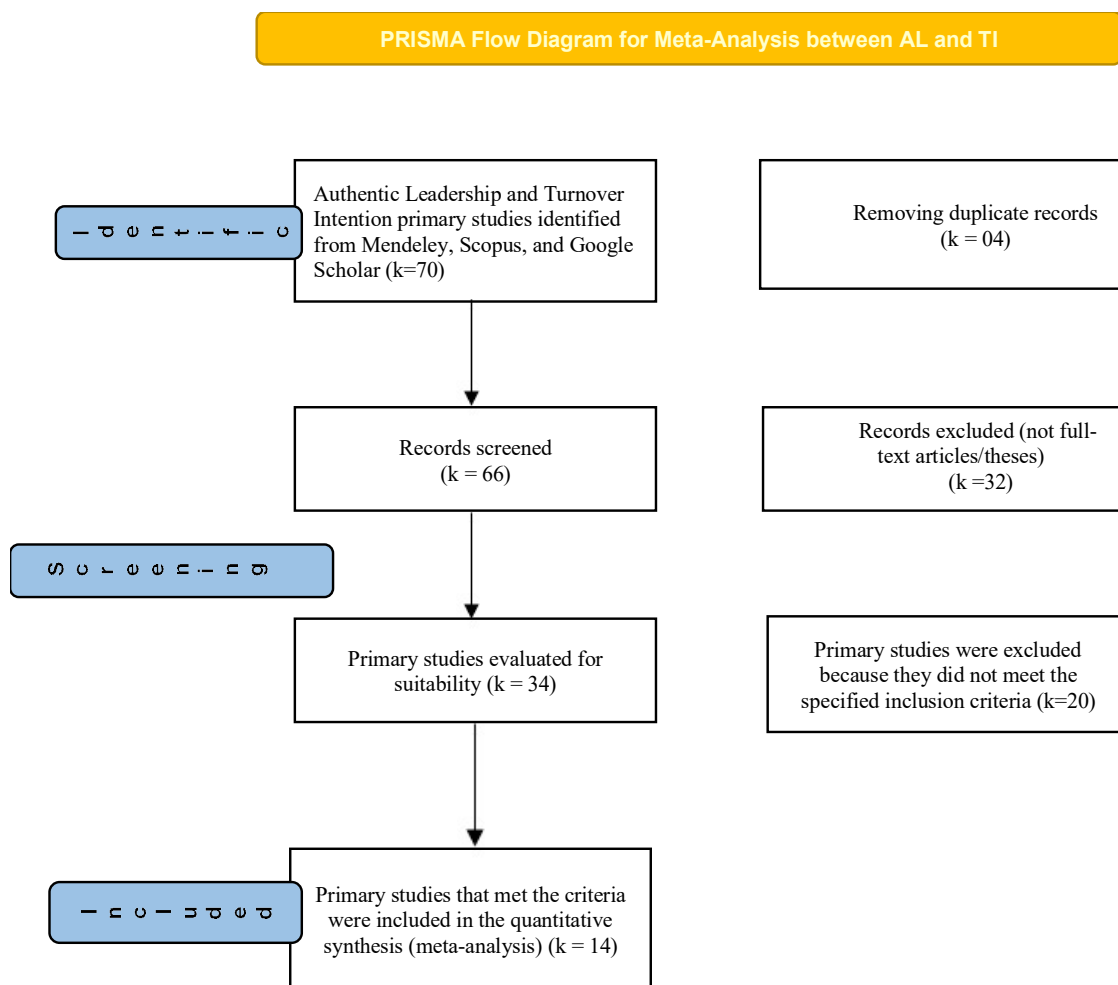 PRISMA Flow Diagram for Meta-Analysis between AL and TI
Identific
Authentic Leadership and Turnover
Intention primary studies identified
from Mendeley, Scopus, and Google
Scholar (k=70)
Removing duplicate records
(k = 04)
Records screened
(k = 66)
Records excluded (not full-
text articles/theses)
(k =32)
Screening
Primary studies evaluated for
suitability (k = 34)
Primary studies were excluded
because they did not meet the
specified inclusion criteria (k=20)
Included
Primary studies that met the criteria
were included in the quantitative
synthesis (meta-analysis) (k = 14)